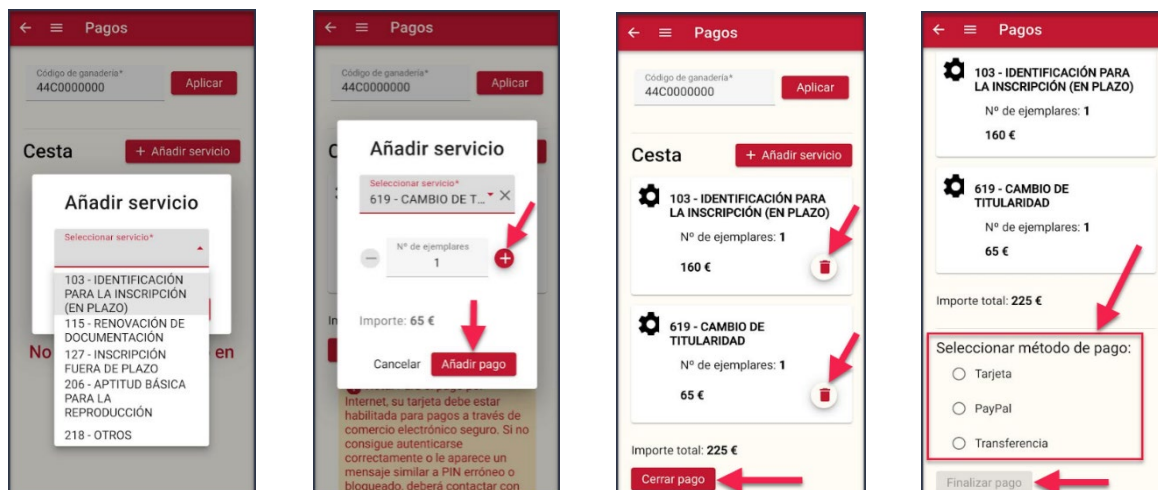 Pagos
Código de ganadería*
44C0000000
Aplicar
Cesta
+ Añadir servicio
Añadir servicio
Seleccionar servicio*
103 - IDENTIFICACIÓN
PARA LA INSCRIPCIÓN
(EN PLAZO)
115 - RENOVACIÓN DE
DOCUMENTACIÓN
127 - INSCRIPCIÓN
FUERA DE PLAZO
206 - APTITUD BÁSICA
PARA LA
REPRODUCCIÓN
218 - OTROS
No
en
Pagos
Código de ganadería*
44C0000000
Aplicar
C
Añadir servicio
Seleccionar servicio*
619 - CAMBIO DE T...
Nº de ejemplares
1
Importe: 65 €
Cancelar
Añadir pago
In
Internet, su tarjeta debe estar
habilitada para pagos a través de
comercio electrónico seguro. Si no
consigue autenticarse
correctamente o le aparece un
mensaje similar a PIN erróneo o
bloqueado, deberá contactar con
Pagos
Código de ganadería*
44C0000000
Aplicar
Cesta
+ Añadir servicio
103 - IDENTIFICACIÓN PARA
LA INSCRIPCIÓN (EN PLAZO)
Nº de ejemplares: 1
160 €
619 - CAMBIO DE
TITULARIDAD
Nº de ejemplares: 1
65 €
Importe total: 225 €
Cerrar pago
Pagos
103 - IDENTIFICACIÓN PARA
LA INSCRIPCIÓN (EN PLAZO)
Nº de ejemplares: 1
160 €
619 - CAMBIO DE
TITULARIDAD
Nº de ejemplares: 1
65 €
Importe total: 225 €
Seleccionar método de pago:
Tarjeta
PayPal
Transferencia
Finalizar pago